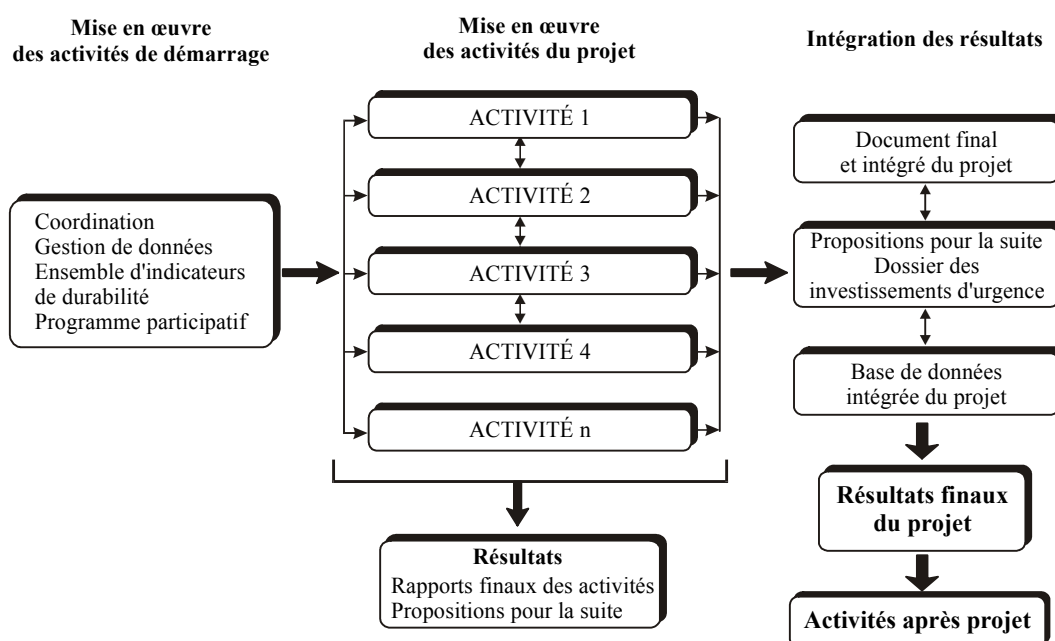 Mise en œuvre
des activités de démarrage
Mise en œuvre
des activités du projet
Intégration des résultats
Coordination
Gestion de données
Ensemble d'indicateurs
de durabilité
Programme participatif
ACTIVITÉ 1
ACTIVITÉ 2
ACTIVITÉ 3
ACTIVITÉ 4
ACTIVITÉ n
Résultats
Rapports finaux des activités
Propositions pour la suite
Document final
et intégré du projet
Propositions pour la suite
Dossier des
investissements d'urgence
Base de données
intégrée du projet
Résultats finaux
du projet
Activités après projet